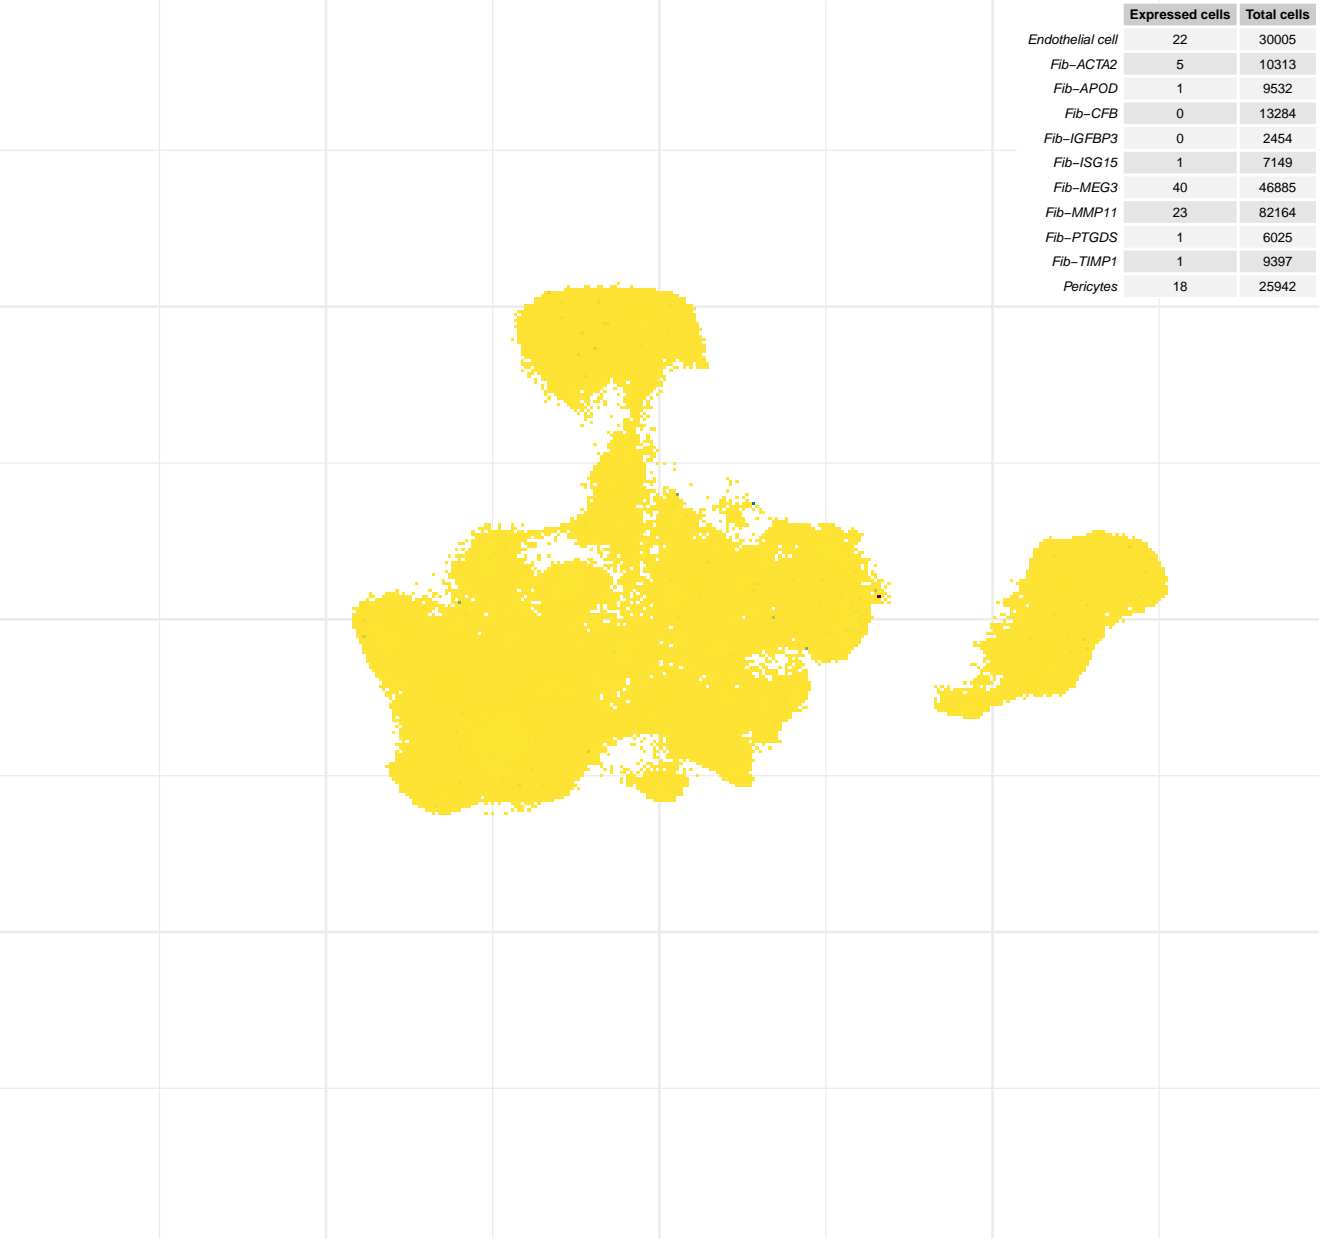 Expressed cells Total cells
Endothelial cell 22 30005
Fib−ACTA2 5 10313
Fib−APOD 1 9532
Fib−CFB 0 13284
Fib−IGFBP3 0 2454
Fib−ISG15 1 7149
Fib−MEG3 40 46885
Fib−MMP11 23 82164
Fib−PTGDS 1 6025
Fib−TIMP1 1 9397
Pericytes 18 25942